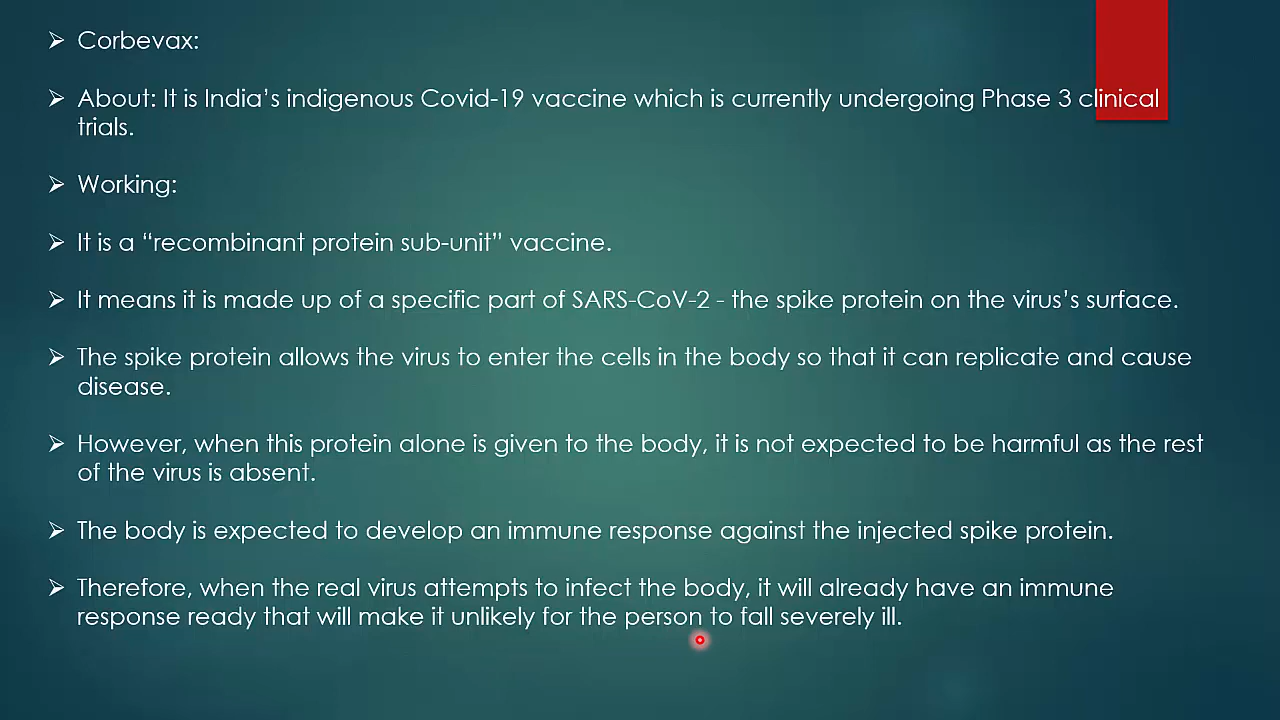 Corbevax:
About: It is India’s indigenous Covid-19 vaccine which is currently undergoing Phase 3 clinical
trials.
Working:
It is a “recombinant protein sub-unit” vaccine.
It means it is made up of a specific part of SARS-CoV-2 - the spike protein on the virus’s surface.
The spike protein allows the virus to enter the cells in the body so that it can replicate and cause
disease.
However, when this protein alone is given to the body, it is not expected to be harmful as the rest
of the virus is absent.
The body is expected to develop an immune response against the injected spike protein.
Therefore, when the real virus attempts to infect the body, it will already have an immune
response ready that will make it unlikely for the person to fall severely ill.